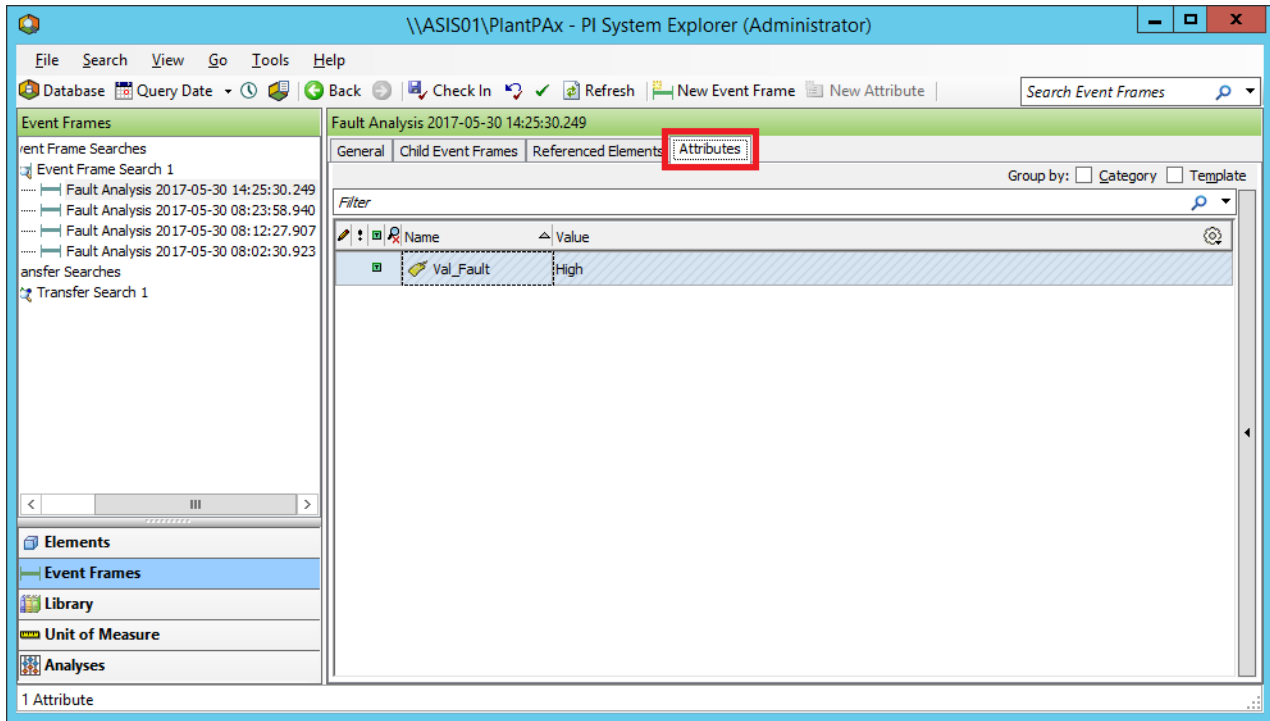 \\ASIS01\PlantPAx - PI System Explorer (Administrator)
File Search View Go Tools Help
Database Query Date Back Check In Refresh New Event Frame New Attribute Search Event Frames
Event Frames
Fault Analysis 2017-05-30 14:25:30.249
vent Frame Searches
Event Frame Search 1
Fault Analysis 2017-05-30 14:25:30.249
Fault Analysis 2017-05-30 08:23:58.940
Fault Analysis 2017-05-30 08:12:27.907
Fault Analysis 2017-05-30 08:02:30.923
ansfer Searches
Transfer Search 1
General Child Event Frames Referenced Elements Attributes
Group by: Category Template
Filter
Name Value
Val_Fault High
Elements
Event Frames
Library
Unit of Measure
Analyses
1 Attribute